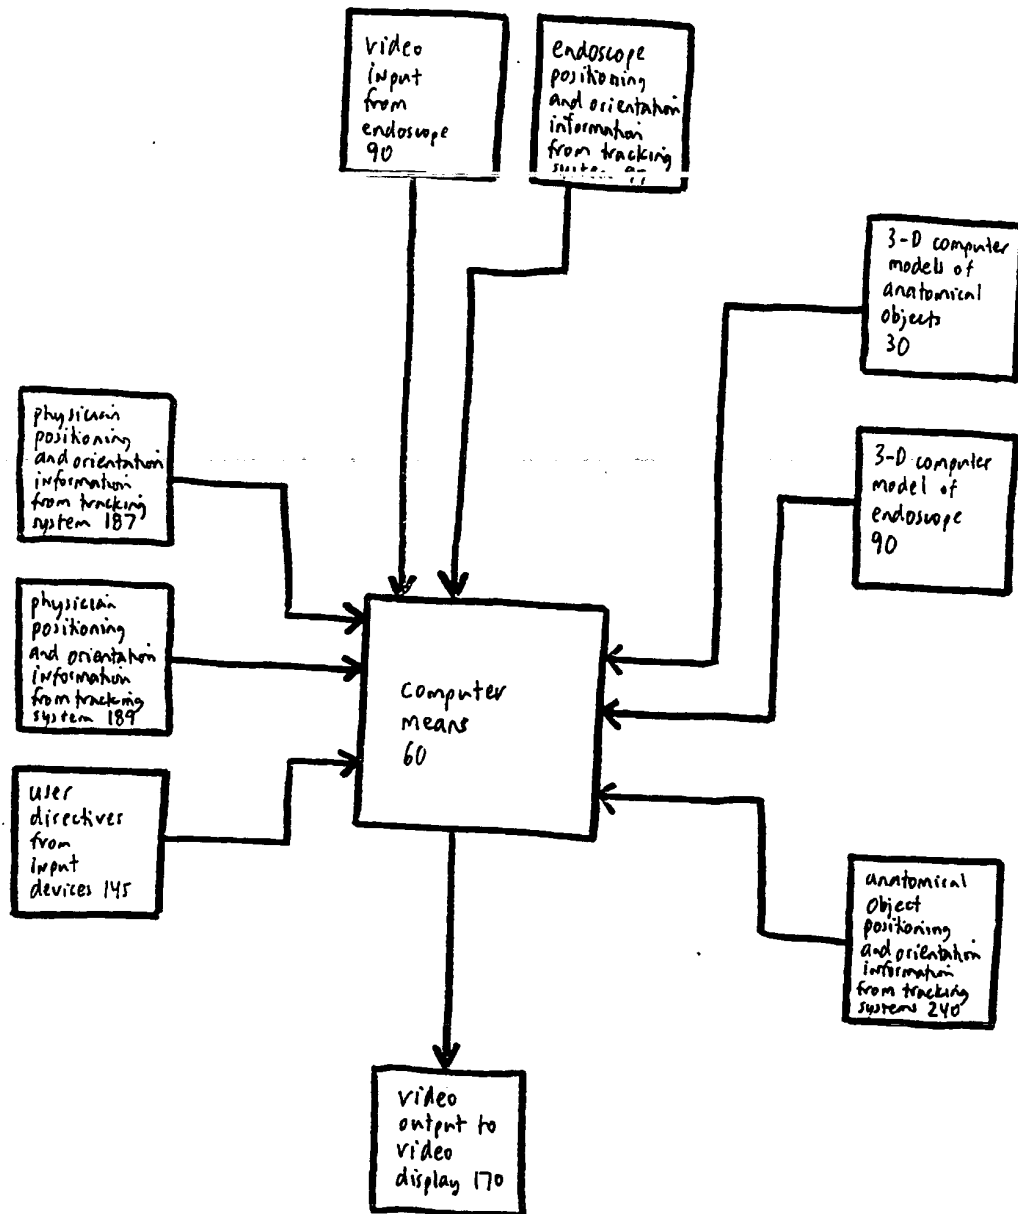 video
input
from
endoscope
90
endoscope
positioning
and orientation
information
from tracking
system
3-D computer
models of
anatomical
objects
30
physician
positioning
and orientation
information
from tracking
system 187
3-D computer
model of
endoscope
90
physician
positioning
and orientation
information
from tracking
system 189
computer
means
60
user
directives
from
input
devices 145
anatomical
object
positioning
and orientation
information
from tracking
systems 240
video
output to
video
display 170